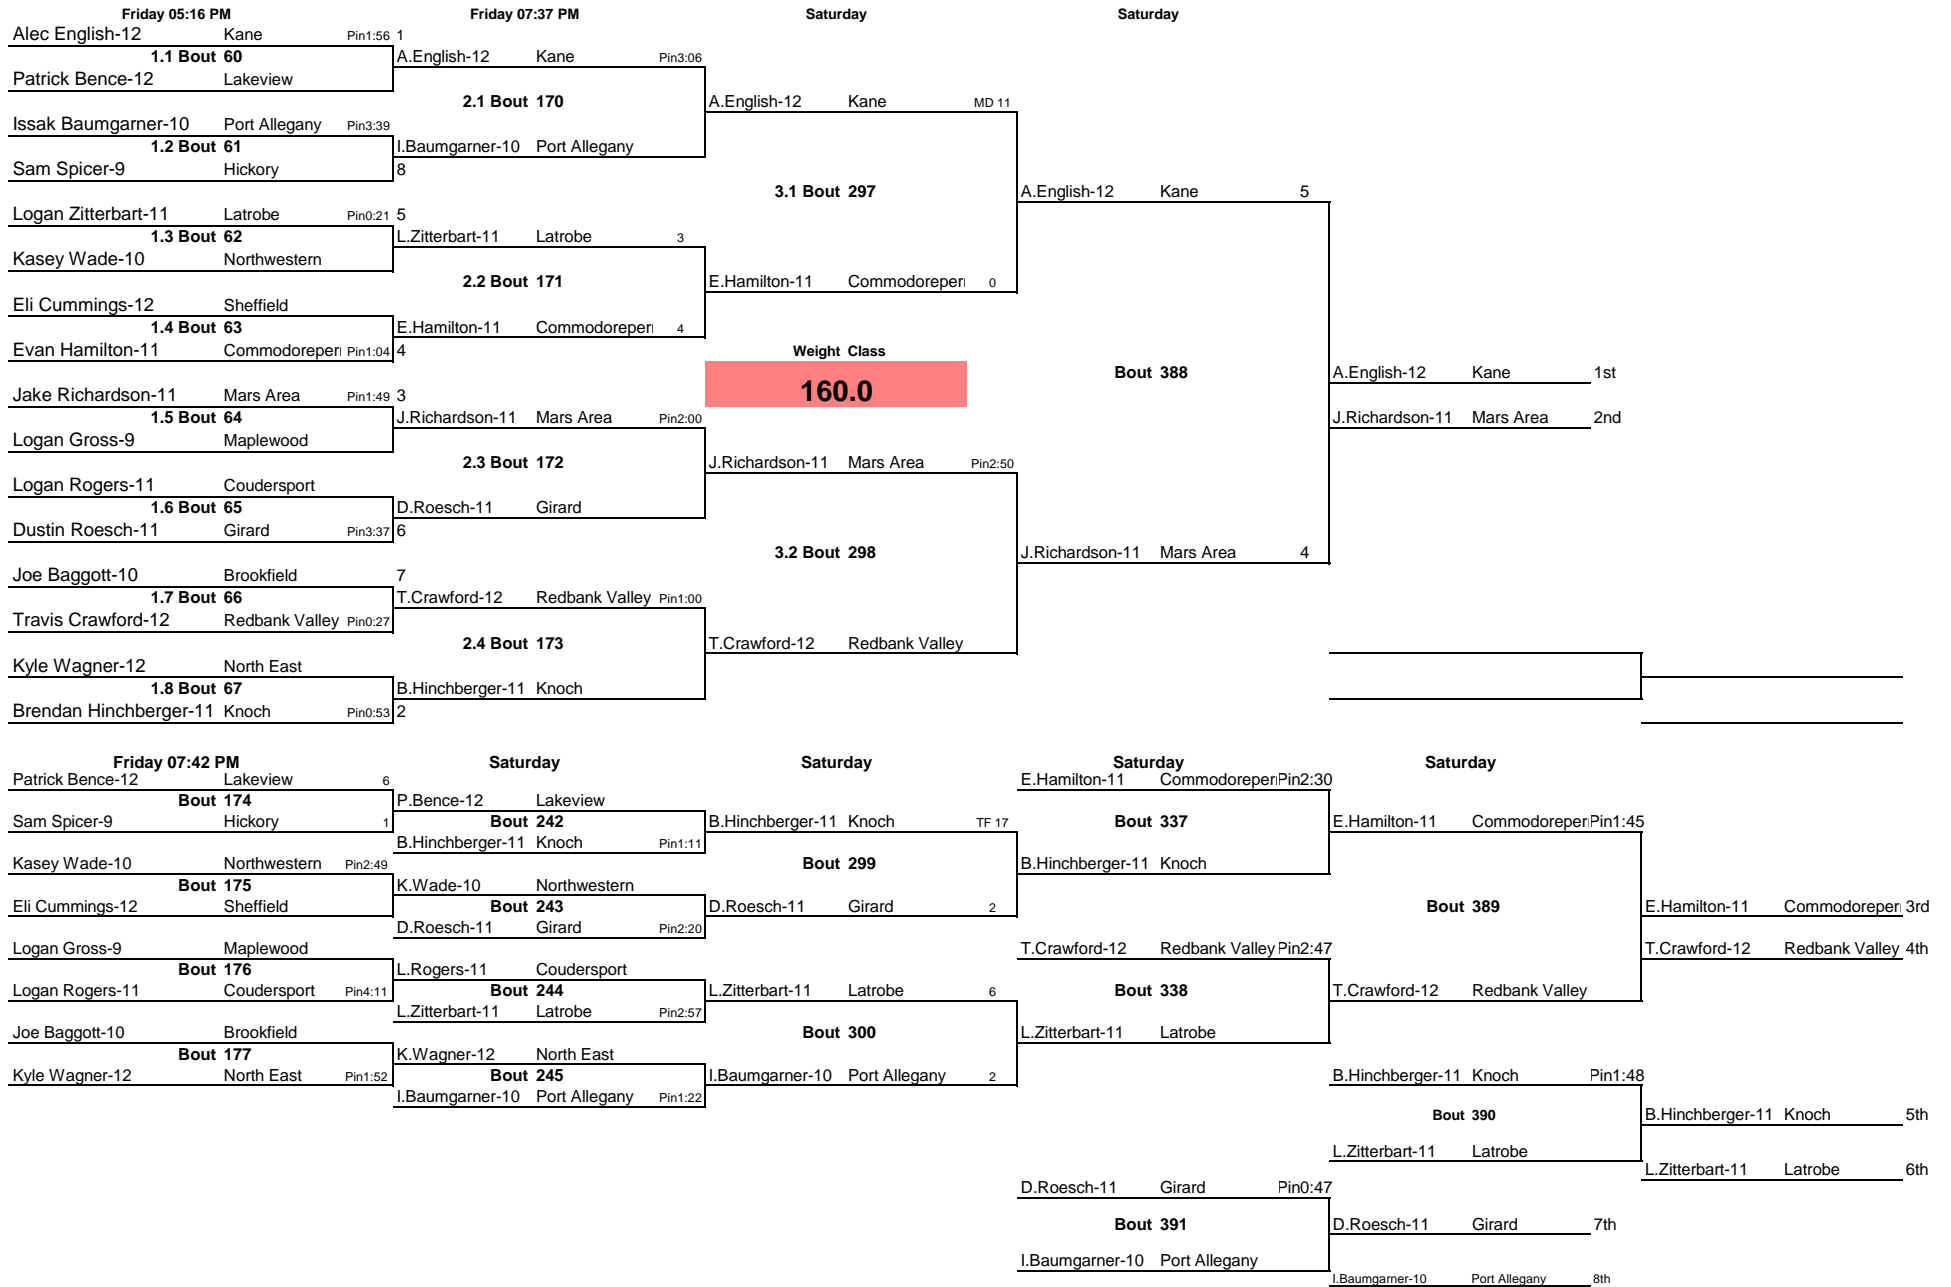 Friday 05:16 PM Friday 07:37 PM Saturday Saturday
Alec English-12 Kane Pin1:56 1
1.1 Bout 60 A.English-12 Kane Pin3:06
Patrick Bence-12 Lakeview
2.1 Bout 170 A.English-12 Kane MD 11
Issak Baumgarner-10 Port Allegany Pin3:39
1.2 Bout 61 I.Baumgarner-10 Port Allegany
Sam Spicer-9 Hickory 8
3.1 Bout 297 A.English-12 Kane 5
Logan Zitterbart-11 Latrobe Pin0:21 5
1.3 Bout 62 L.Zitterbart-11 Latrobe 3
Kasey Wade-10 Northwestern
2.2 Bout 171 E.Hamilton-11 Commodoreper 0
Eli Cummings-12 Sheffield
1.4 Bout 63 E.Hamilton-11 Commodoreper 4
Evan Hamilton-11 Commodoreper Pin1:04 4 Weight Class
Bout 388 A.English-12 Kane 1st
Jake Richardson-11 Mars Area Pin1:49 3 160.0
1.5 Bout 64 J.Richardson-11 Mars Area Pin2:00 J.Richardson-11 Mars Area 2nd
Logan Gross-9 Maplewood
2.3 Bout 172 J.Richardson-11 Mars Area Pin2:50
Logan Rogers-11 Coudersport
1.6 Bout 65 D.Roesch-11 Girard
Dustin Roesch-11 Girard Pin3:37 6
3.2 Bout 298 J.Richardson-11 Mars Area 4
Joe Baggott-10 Brookfield 7
1.7 Bout 66 T.Crawford-12 Redbank Valley Pin1:00
Travis Crawford-12 Redbank Valley Pin0:27
2.4 Bout 173 T.Crawford-12 Redbank Valley
Kyle Wagner-12 North East
1.8 Bout 67 B.Hinchberger-11 Knoch
Brendan Hinchberger-11 Knoch Pin0:53 2
Friday 07:42 PM Saturday Saturday Saturday Saturday
Patrick Bence-12 Lakeview 6 E.Hamilton-11 Commodoreper Pin2:30
Bout 174 P.Bence-12 Lakeview
Sam Spicer-9 Hickory 1 Bout 242 B.Hinchberger-11 Knoch TF 17 Bout 337 E.Hamilton-11 Commodoreper Pin1:45
B.Hinchberger-11 Knoch Pin1:11
Kasey Wade-10 Northwestern Pin2:49 Bout 299 B.Hinchberger-11 Knoch
Bout 175 K.Wade-10 Northwestern
Eli Cummings-12 Sheffield Bout 243 D.Roesch-11 Girard 2 Bout 389 E.Hamilton-11 Commodoreper 3rd
D.Roesch-11 Girard Pin2:20
Logan Gross-9 Maplewood T.Crawford-12 Redbank Valley Pin2:47 T.Crawford-12 Redbank Valley 4th
Bout 176 L.Rogers-11 Coudersport
Logan Rogers-11 Coudersport Pin4:11 Bout 244 L.Zitterbart-11 Latrobe 6 Bout 338 T.Crawford-12 Redbank Valley
L.Zitterbart-11 Latrobe Pin2:57
Joe Baggott-10 Brookfield Bout 300 L.Zitterbart-11 Latrobe
Bout 177 K.Wagner-12 North East
Kyle Wagner-12 North East Pin1:52 Bout 245 I.Baumgarner-10 Port Allegany 2 B.Hinchberger-11 Knoch Pin1:48
I.Baumgarner-10 Port Allegany Pin1:22
Bout 390 B.Hinchberger-11 Knoch 5th
L.Zitterbart-11 Latrobe
L.Zitterbart-11 Latrobe 6th
D.Roesch-11 Girard Pin0:47
Bout 391 D.Roesch-11 Girard 7th
I.Baumgarner-10 Port Allegany
I.Baumgarner-10 Port Allegany 8th